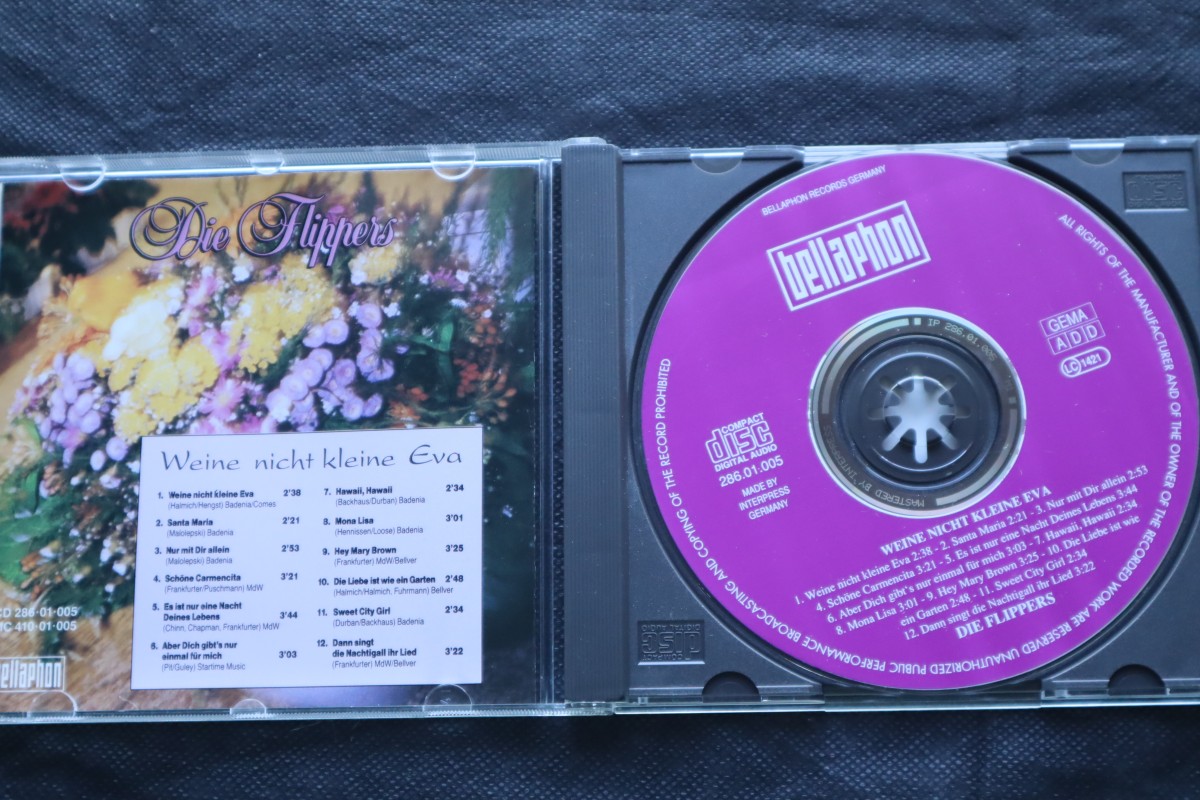 Die Flippers
Weine nicht kleine Eva
1. Weine nicht kleine Eva 2'38
(Halmich/Hengst) Badenia/Comes
2. Santa Maria 2'21
(Malolepski) Badenia
3. Nur mit Dir allein 2'53
(Malolepski) Badenia
4. Schöne Carmencita 3'21
(Frankfurter/Puschmann) MdW
5. Es ist nur eine Nacht
Deines Lebens 3'44
(Chinn, Chapman, Frankfurter) MdW
6. Aber Dich gibt's nur
einmal für mich 3'03
(Pit/Guley) Startime Music
7. Hawaii, Hawaii 2'34
(Backhaus/Durban) Badenia
8. Mona Lisa 3'01
(Hennissen/Loose) Badenia
9. Hey Mary Brown 3'25
(Frankfurter) MdW/Bellver
10. Die Liebe ist wie ein Garten 2'48
(Halmich/Halmich, Fuhrmann) Bellver
11. Sweet City Girl 2'34
(Durban/Backhaus) Badenia
12. Dann singt
die Nachtigall ihr Lied 3'22
(Frankfurter) MdW/Bellver
CD 286-01-005
MC 410-01-005
bellaphon
BELLAPHON RECORDS GERMANY
bellaphon
ALL RIGHTS OF THE MANUFACTURER AND OF THE OWNER OF THE RECORDED WORK ARE RESERVED UNAUTHORIZED PUBLIC PERFORMANCE BROADCASTING AND COPYING OF THE RECORD PROHIBITED
GEMA
ADD
LC 1421
IP 286.01.005
MASTERED BY INTERPRESS
COMPACT
disc
DIGITAL AUDIO
286.01.005
MADE BY
INTERPRESS
GERMANY
WEINE NICHT KLEINE EVA
1. Weine nicht kleine Eva 2:38 - 2. Santa Maria 2:21 - 3. Nur mit Dir allein 2:53
4. Schöne Carmencita 3:21 - 5. Es ist nur eine Nacht Deines Lebens 3:44
6. Aber Dich gibt's nur einmal für mich 3:03 - 7. Hawaii, Hawaii 2:34
8. Mona Lisa 3:01 - 9. Hey Mary Brown 3:25 - 10. Die Liebe ist wie
ein Garten 2:48 - 11. Sweet City Girl 2:34
12. Dann singt die Nachtigall ihr Lied 3:22
DIE FLIPPERS
COMPACT
disc
DIGITAL AUDIO
disc